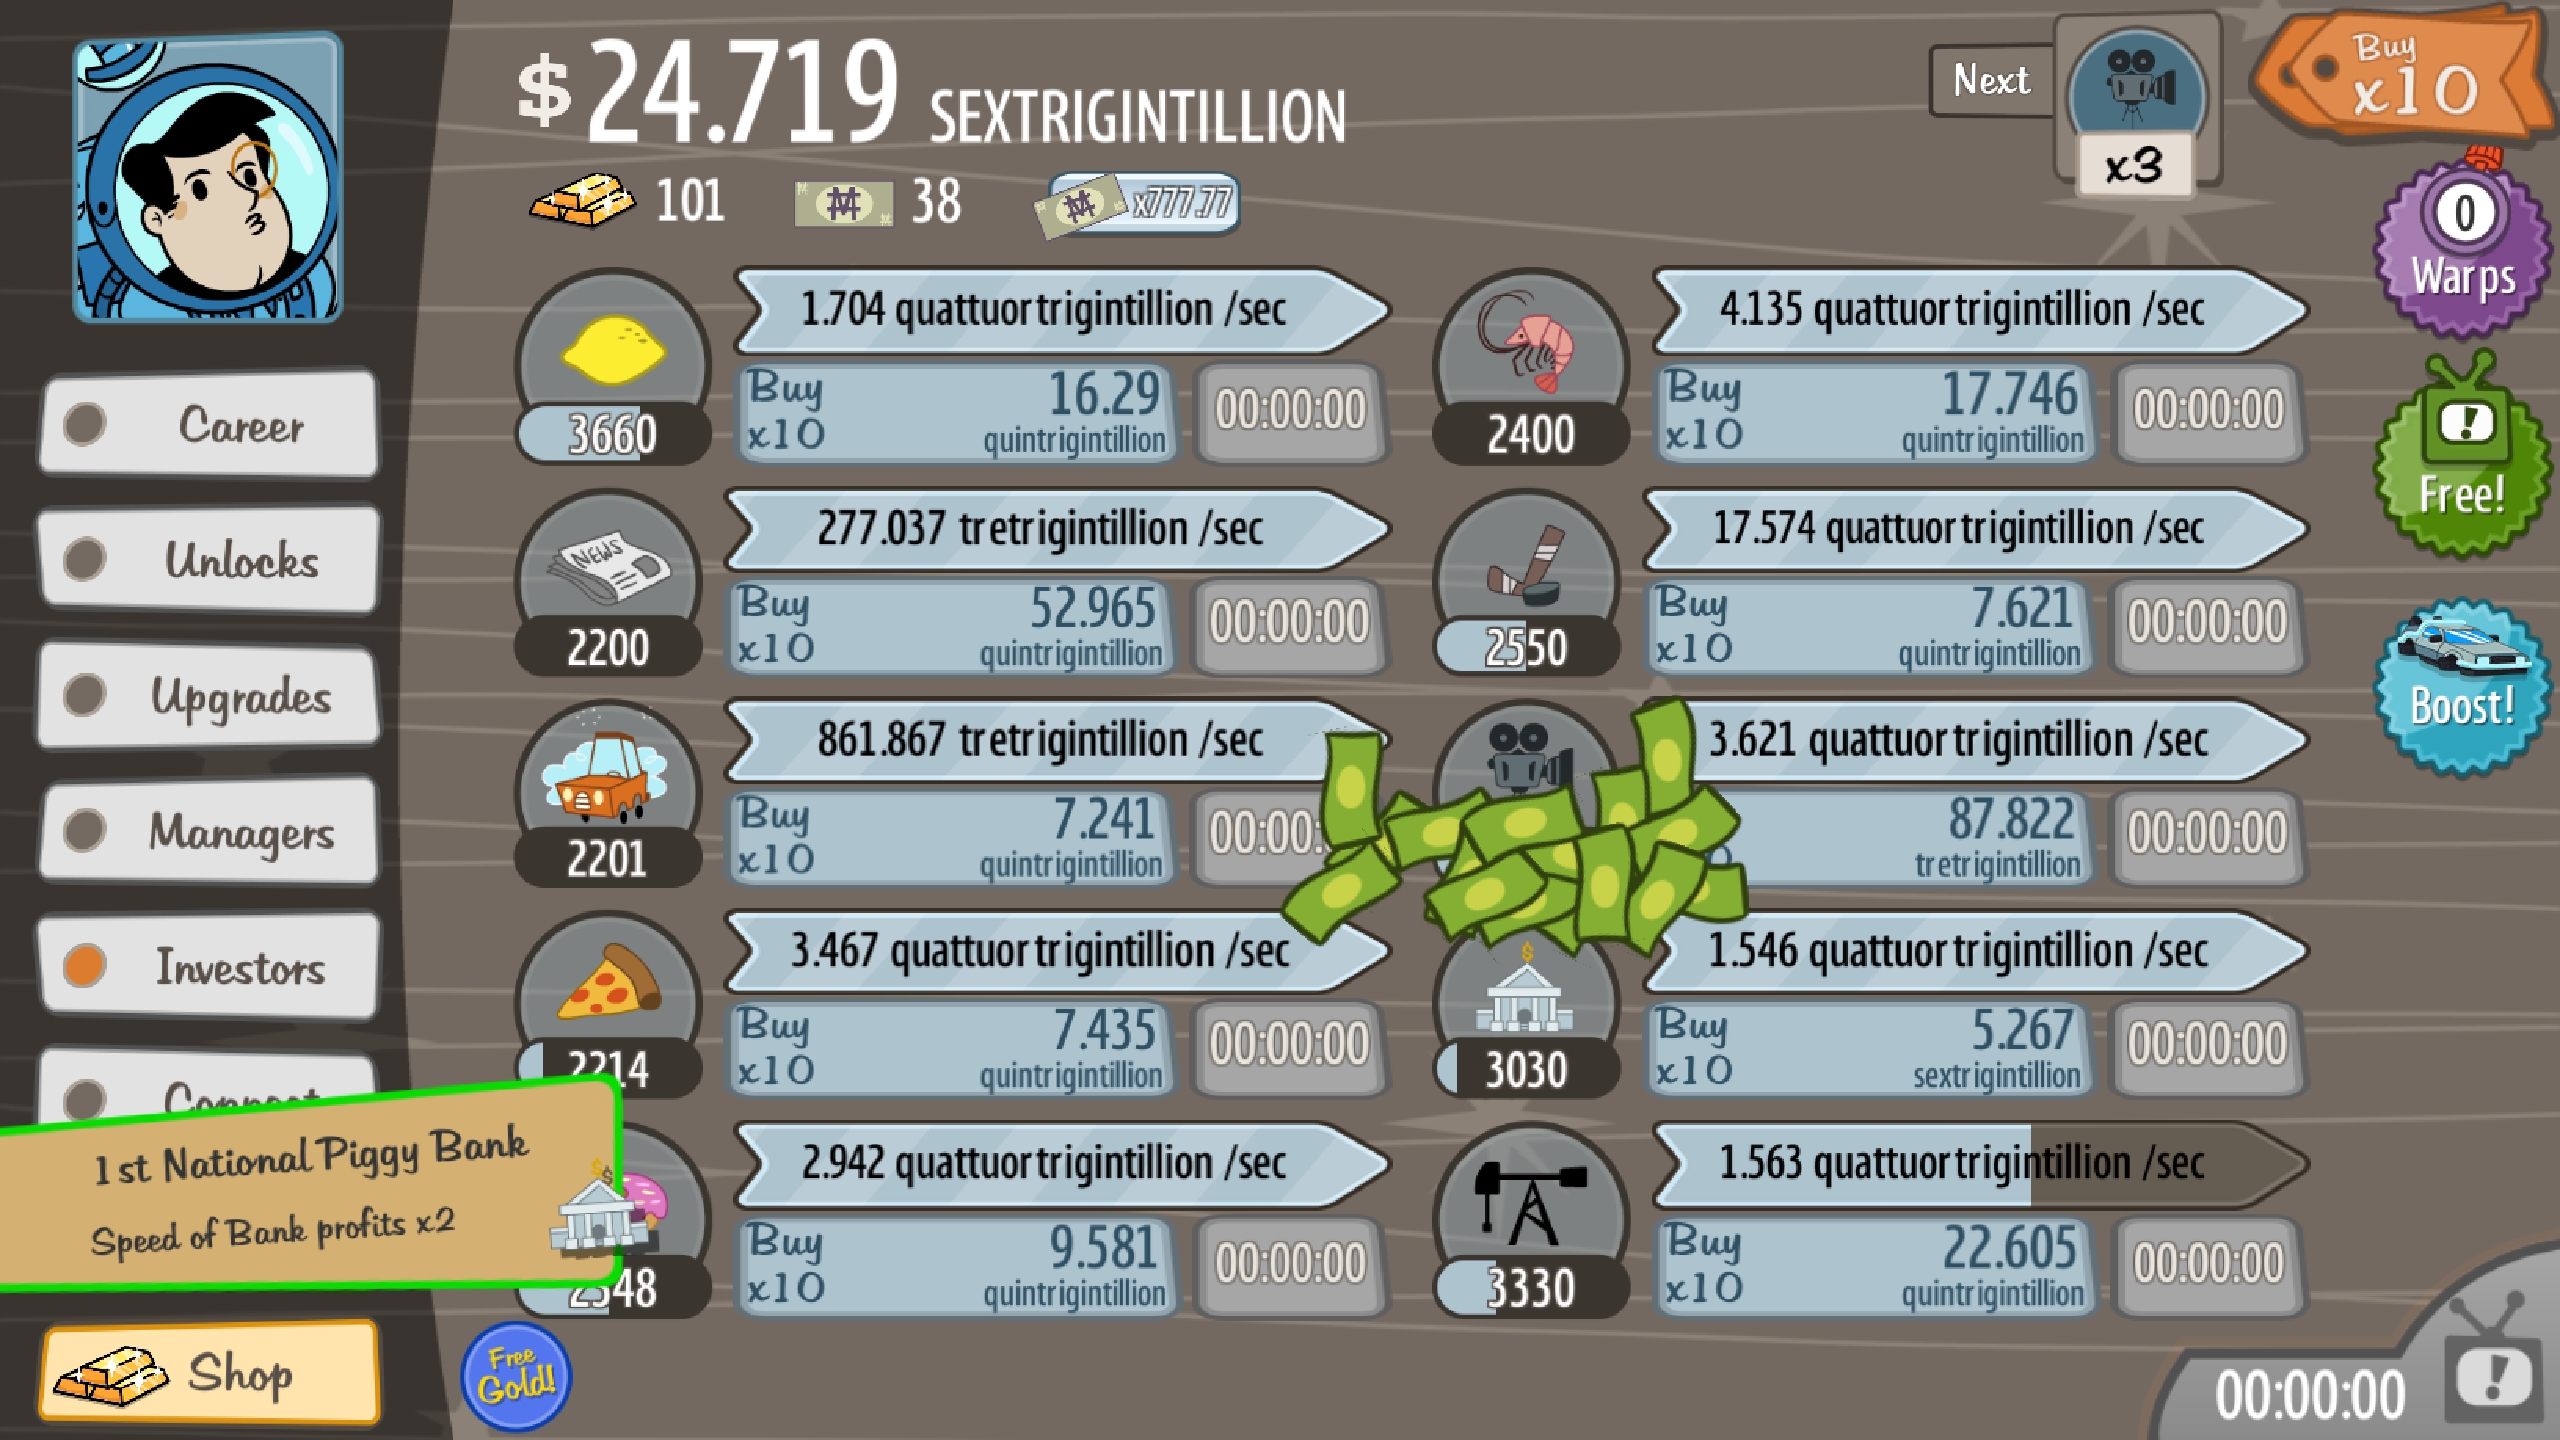 $24.719 SEXTRIGINTILLION
101 38 x777.77
Next
x3
Buy
x10
0
Warps
Free!
Boost!
Career
Unlocks
Upgrades
Managers
Investors
1st National Piggy Bank
Speed of Bank profits x2
Shop
Free
Gold!
1.704 quattuortrigintillion /sec
3660
Buy
x10
16.29
quintrigintillion
00:00:00
NEWS
277.037 tretrigintillion /sec
2200
Buy
x10
52.965
quintrigintillion
00:00:00
861.867 tretrigintillion /sec
2201
Buy
x10
7.241
quintrigintillion
00:00:
3.467 quattuortrigintillion /sec
2214
Buy
x10
7.435
quintrigintillion
00:00:00
2.942 quattuortrigintillion /sec
Buy
x10
9.581
quintrigintillion
00:00:00
4.135 quattuortrigintillion /sec
2400
Buy
x10
17.746
quintrigintillion
00:00:00
17.574 quattuortrigintillion /sec
2550
Buy
x10
7.621
quintrigintillion
00:00:00
3.621 quattuortrigintillion /sec
87.822
tretrigintillion
00:00:00
1.546 quattuortrigintillion /sec
3030
Buy
x10
5.267
sextrigintillion
00:00:00
1.563 quattuortrigintillion /sec
3330
Buy
x10
22.605
quintrigintillion
00:00:00
00:00:00